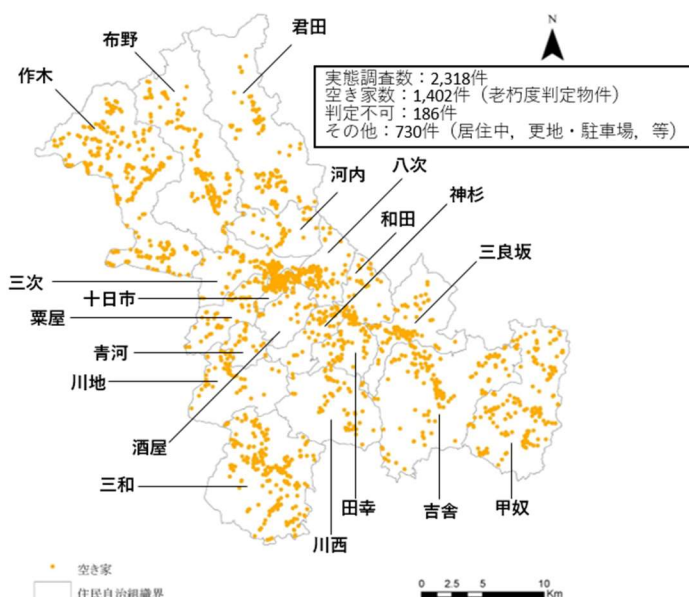 君田
布野
作木
実態調査数：2,318件
空き家数：1,402件（老朽度判定物件）
判定不可：186件
その他：730件（居住中，更地・駐車場，等）
八次
河内
神杉
和田
三良坂
三次
十日市
粟屋
青河
川地
酒屋
三和
田幸
吉舎
甲奴
川西
空き家
住民自治組織界
0 2.5 5 10
Km